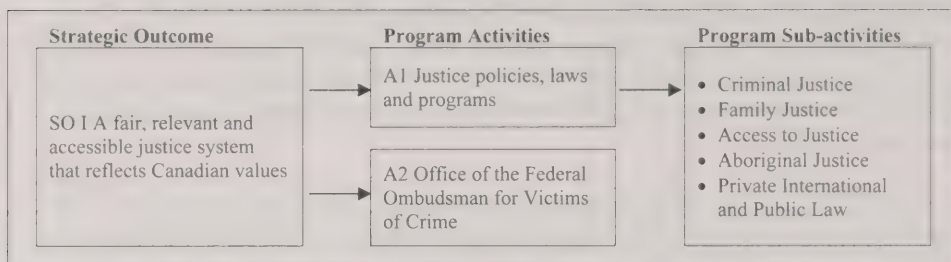 Strategic Outcome
SO I A fair, relevant and
accessible justice system
that reflects Canadian values
Program Activities
A1 Justice policies, laws
and programs
A2 Office of the Federal
Ombudsman for Victims
of Crime
Program Sub-activities
• Criminal Justice
• Family Justice
• Access to Justice
• Aboriginal Justice
• Private International
and Public Law